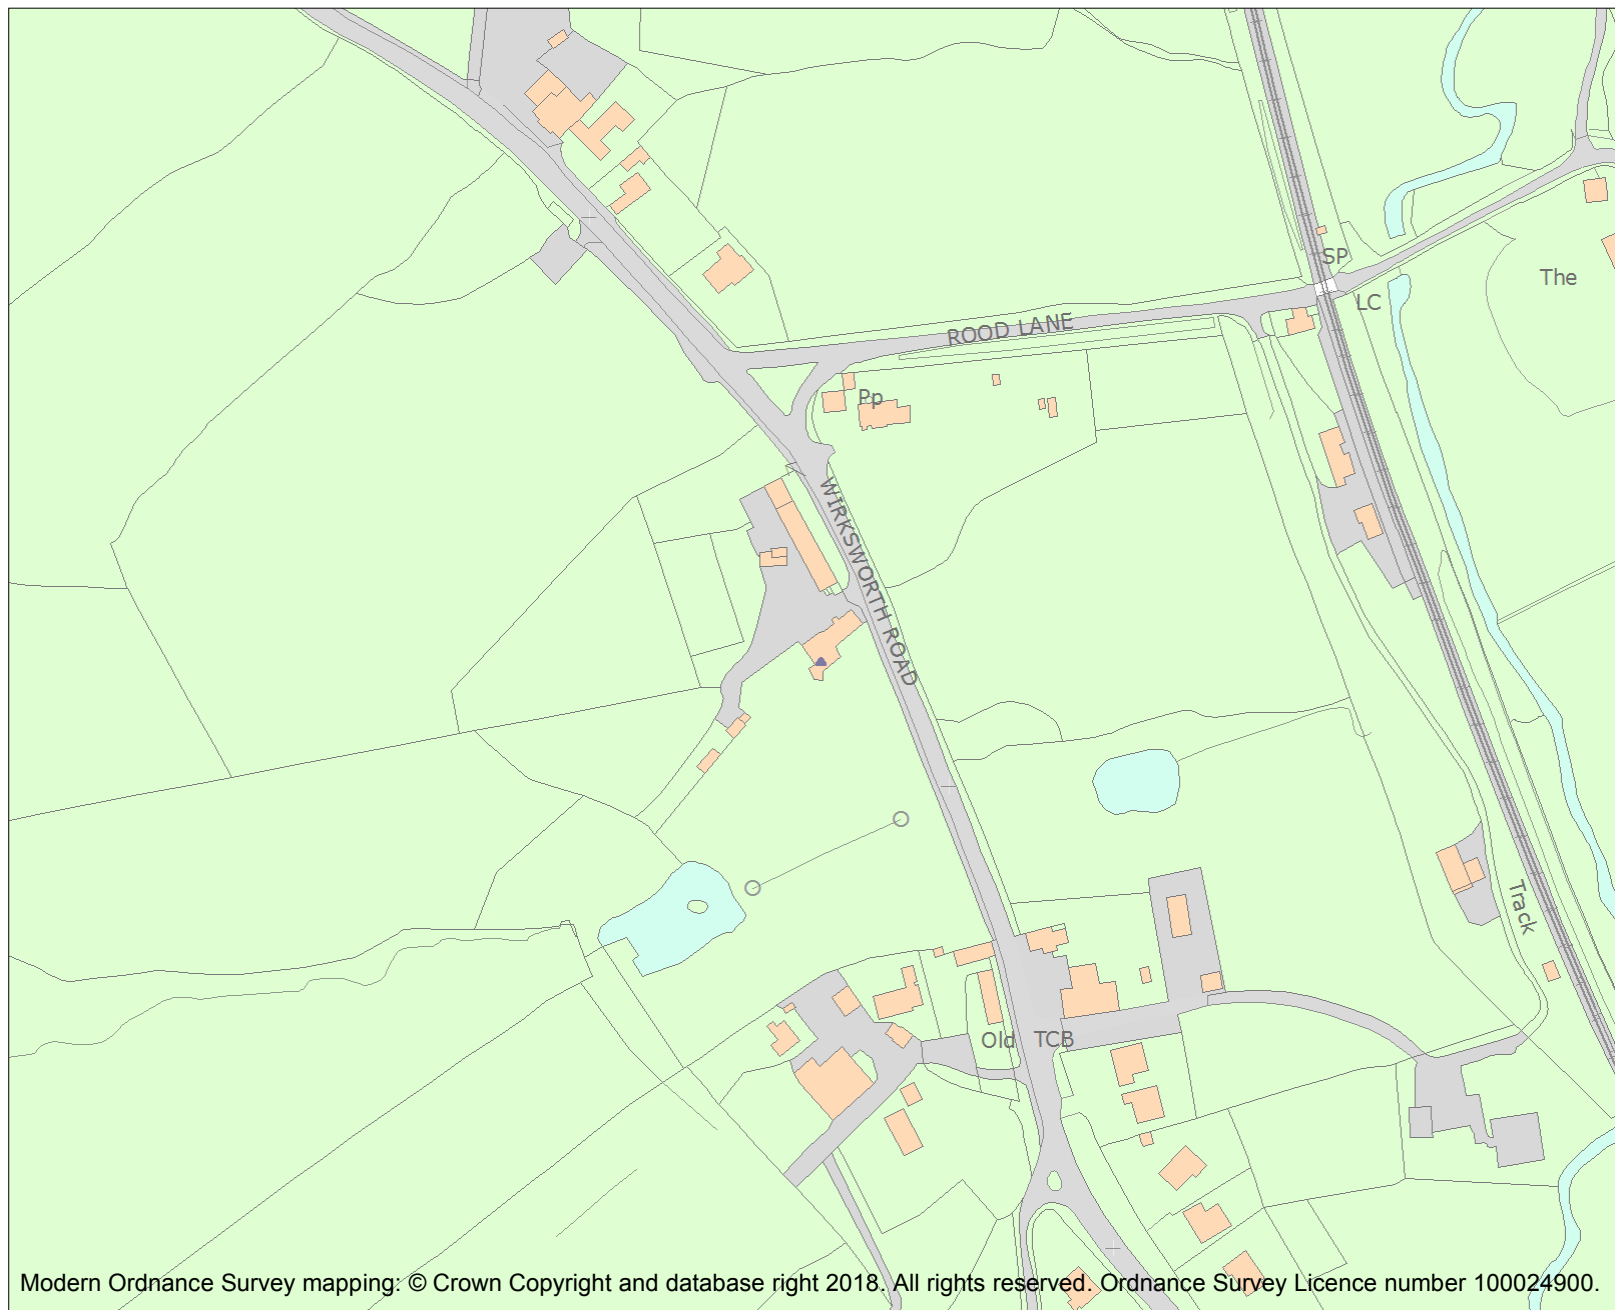 SP
The
LC
ROOD LANE
Pp
WIRKSWORTH ROAD
Track
Old
TCB
Modern Ordnance Survey mapping: © Crown Copyright and database right 2018. All rights reserved. Ordnance Survey Licence number 100024900.